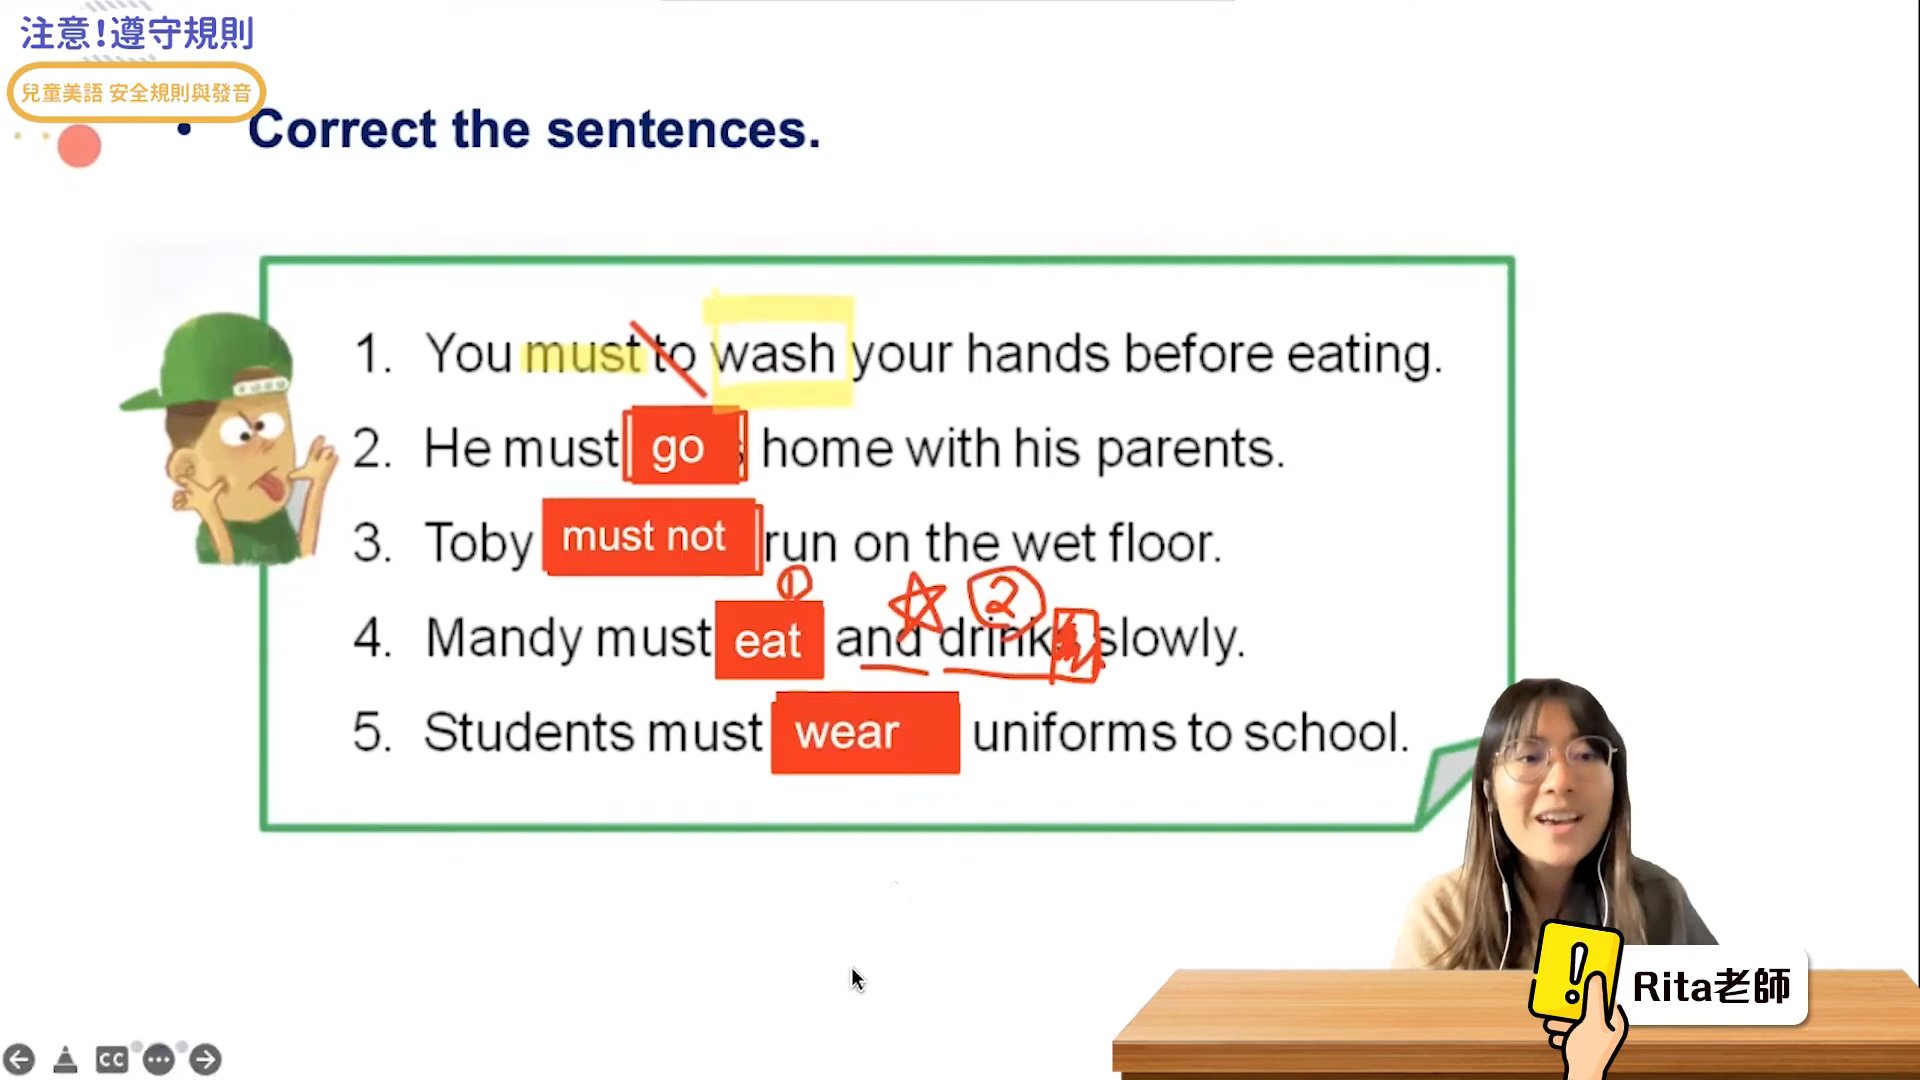 注意!遵守規則
兒童美語 安全規則與發音
• Correct the sentences.
1. You must to wash your hands before eating.
2. He must go home with his parents.
3. Toby must not run on the wet floor.
①
②
4. Mandy must eat and drink slowly.
5. Students must wear uniforms to school.
Rita老師
CC